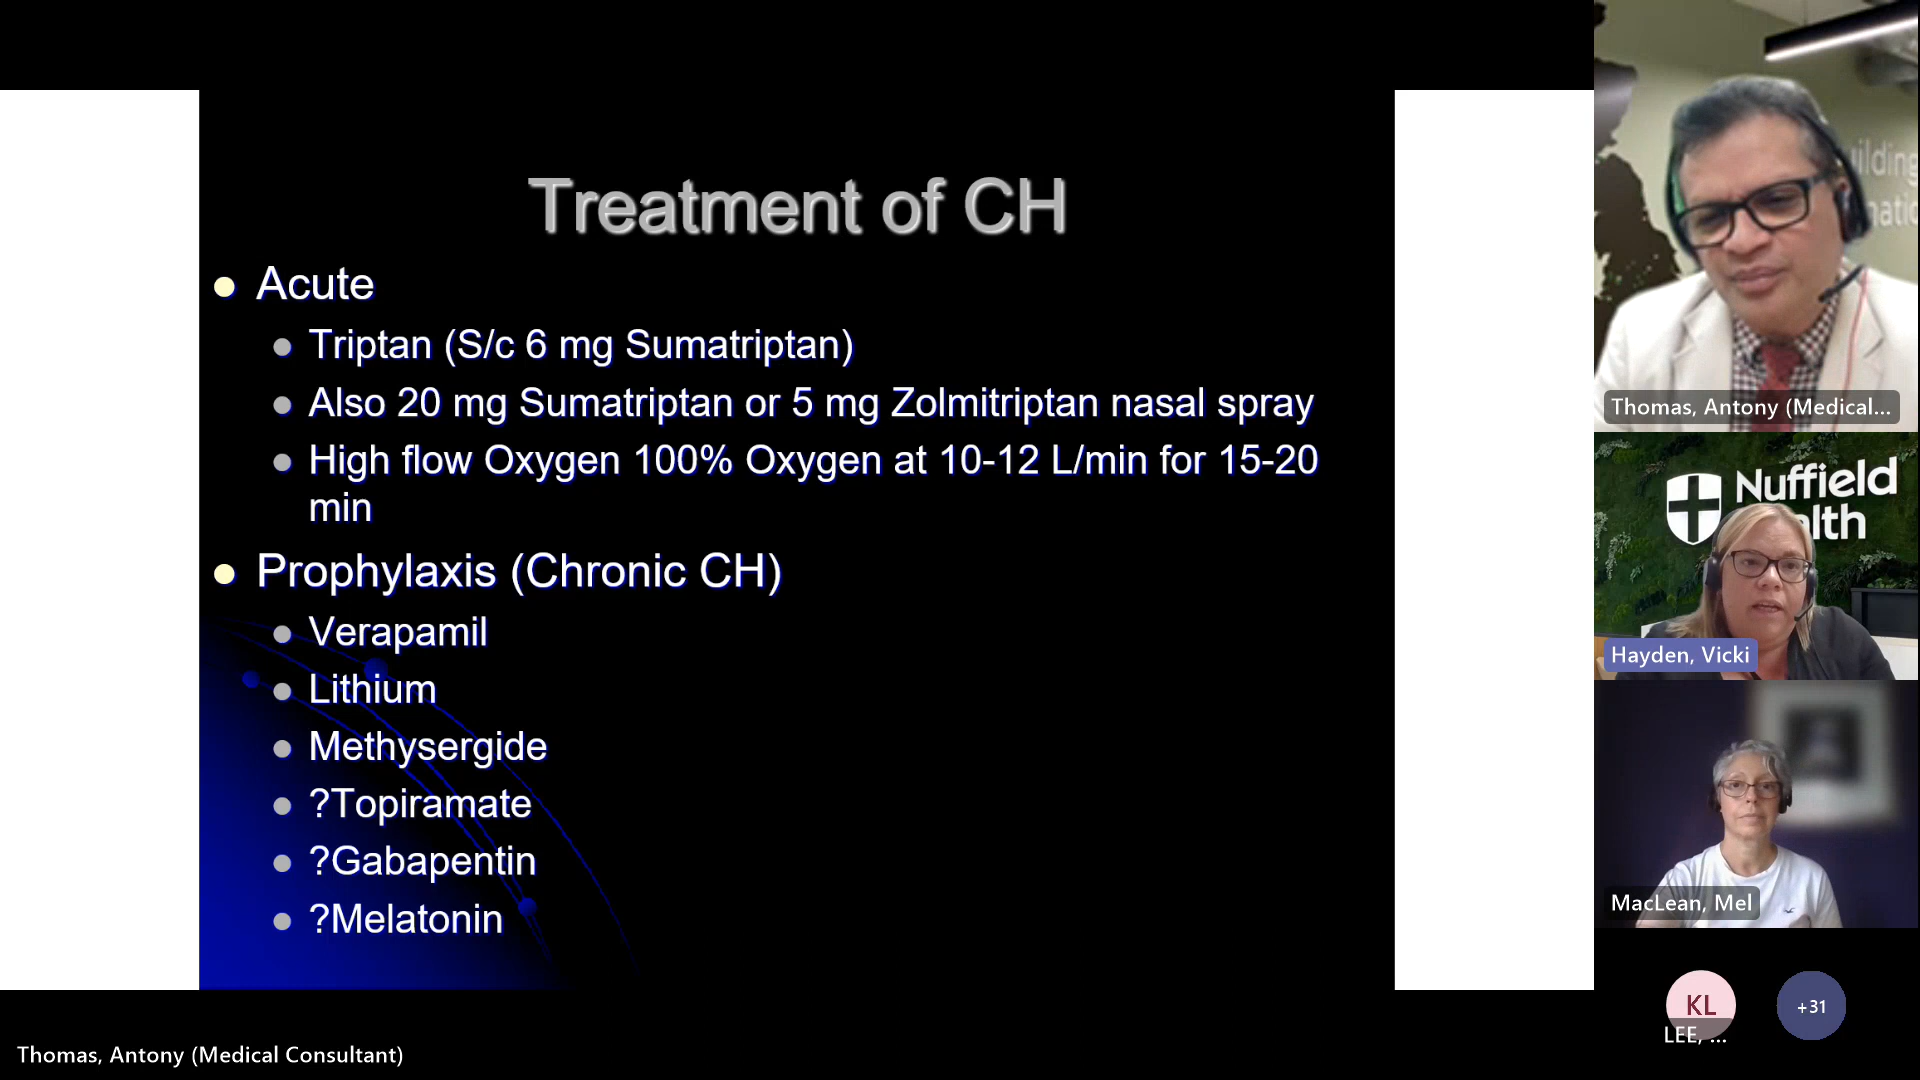 Treatment of CH
Acute
Triptan (S/c 6 mg Sumatriptan)
Also 20 mg Sumatriptan or 5 mg Zolmitriptan nasal spray
High flow Oxygen 100% Oxygen at 10-12 L/min for 15-20
min
Prophylaxis (Chronic CH)
Verapamil
Lithium
Methysergide
?Topiramate
?Gabapentin
?Melatonin
Thomas, Antony (Medical Consultant)
Thomas, Antony (Medical...
Nuffield
Hayden, Vicki
MacLean, Mel
KL
LEE, ...
+31